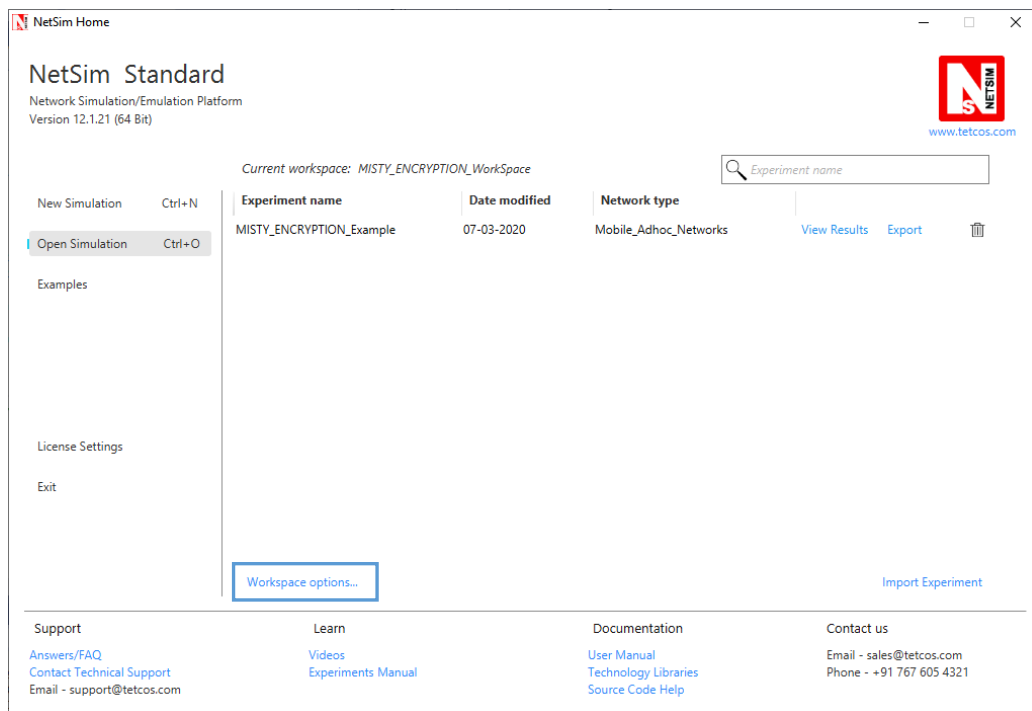 NetSim Home
NetSim Standard
Network Simulation/Emulation Platform
Version 12.1.21 (64 Bit)
NS NETSIM
www.tetcos.com
Current workspace: MISTY_ENCRYPTION_WorkSpace
Experiment name
New Simulation Ctrl+N
Open Simulation Ctrl+O
Examples
License Settings
Exit
Experiment name Date modified Network type
MISTY_ENCRYPTION_Example 07-03-2020 Mobile_Adhoc_Networks View Results Export
Workspace options...
Import Experiment
Support
Answers/FAQ
Contact Technical Support
Email - support@tetcos.com
Learn
Videos
Experiments Manual
Documentation
User Manual
Technology Libraries
Source Code Help
Contact us
Email - sales@tetcos.com
Phone - +91 767 605 4321